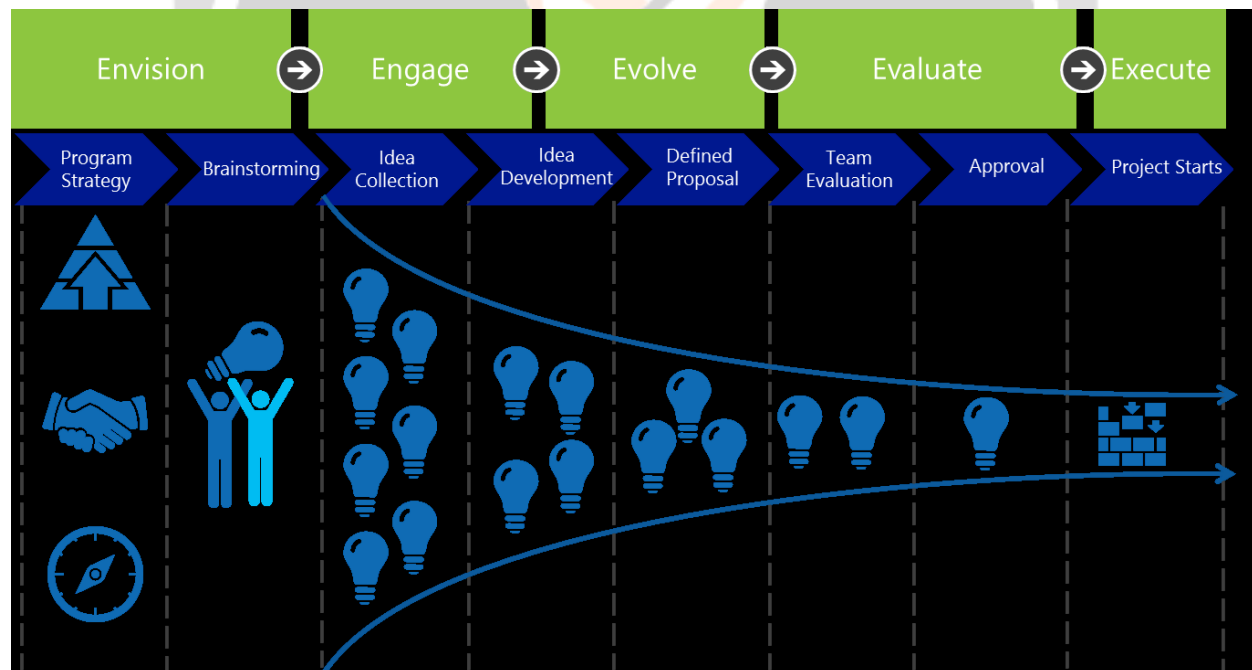 Envision
Engage
Evolve
Evaluate
Execute
Program
Strategy
Brainstorming
Idea
Collection
Idea
Development
Defined
Proposal
Team
Evaluation
Approval
Project Starts